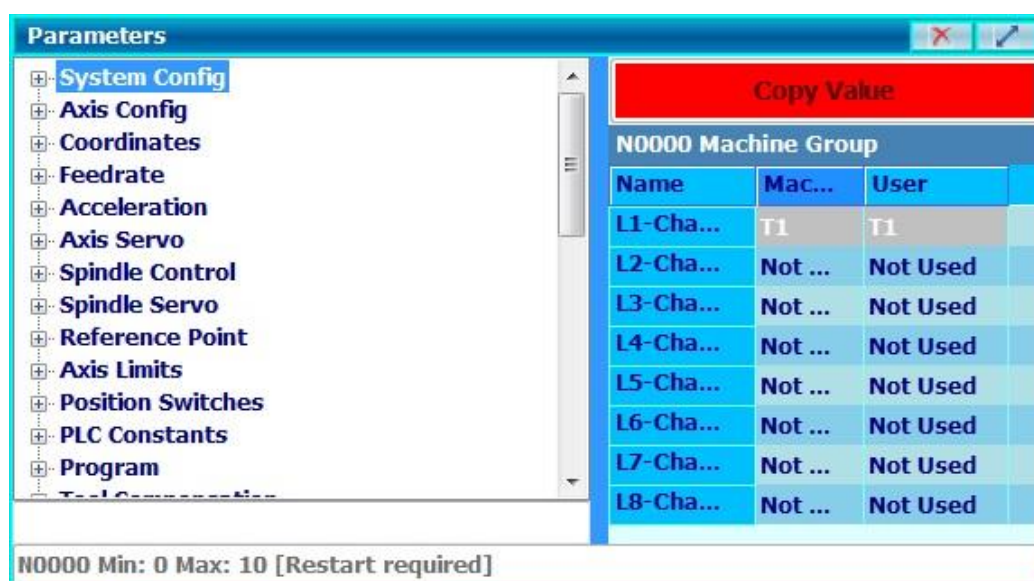 Parameters
System Config
Axis Config
Coordinates
Feedrate
Acceleration
Axis Servo
Spindle Control
Spindle Servo
Reference Point
Axis Limits
Position Switches
PLC Constants
Program
Tool Compensation
Copy Value
N0000 Machine Group
Name Mac... User
L1-Cha... T1 T1
L2-Cha... Not ... Not Used
L3-Cha... Not ... Not Used
L4-Cha... Not ... Not Used
L5-Cha... Not ... Not Used
L6-Cha... Not ... Not Used
L7-Cha... Not ... Not Used
L8-Cha... Not ... Not Used
N0000 Min: 0 Max: 10 [Restart required]